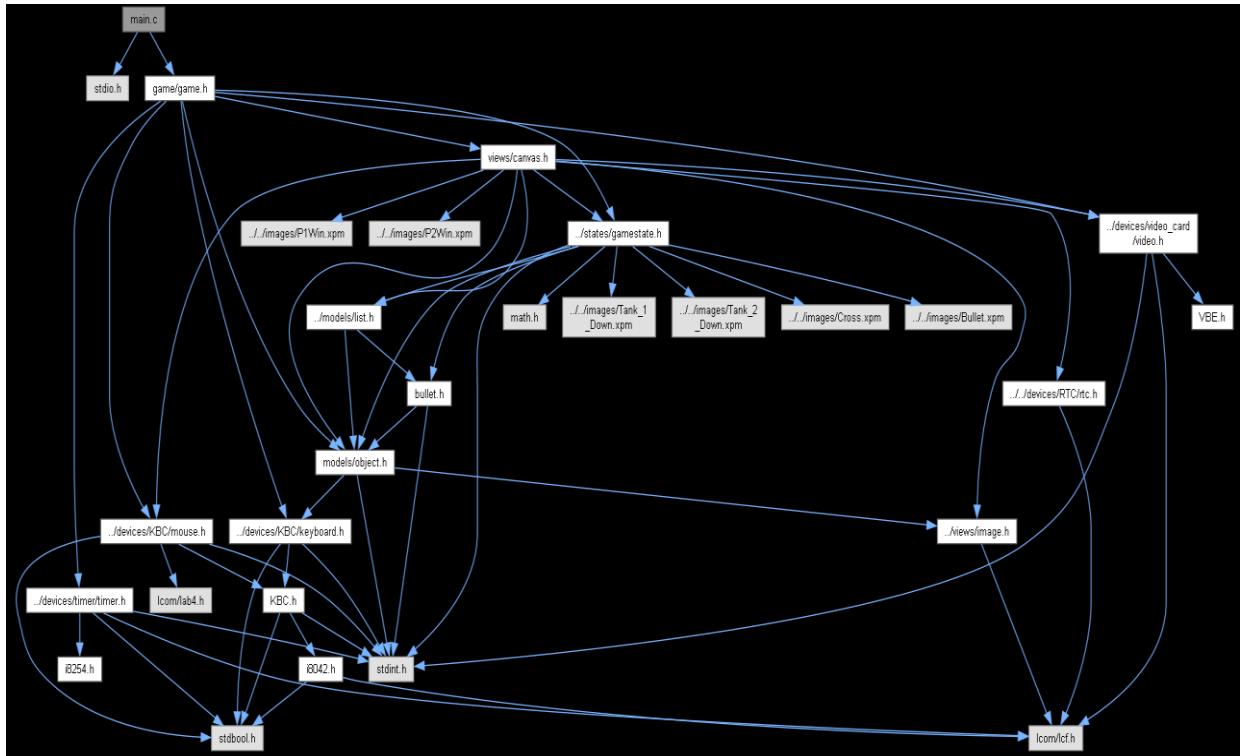 main.c
stdio.h
game/game.h
views/canvas.h
../../images/P1Win.xpm
../../images/P2Win.xpm
../states/gamestate.h
../devices/video_card
/video.h
../models/list.h
math.h
../../images/Tank_1
_Down.xpm
../../images/Tank_2
_Down.xpm
../../images/Cross.xpm
../../images/Bullet.xpm
VBE.h
bullet.h
../../devices/RTC/rtc.h
models/object.h
../devices/KBC/mouse.h
../devices/KBC/keyboard.h
../views/image.h
../devices/timer/timer.h
lcom/lab4.h
KBC.h
i8254.h
i8042.h
stdint.h
stdbool.h
lcom/lcf.h